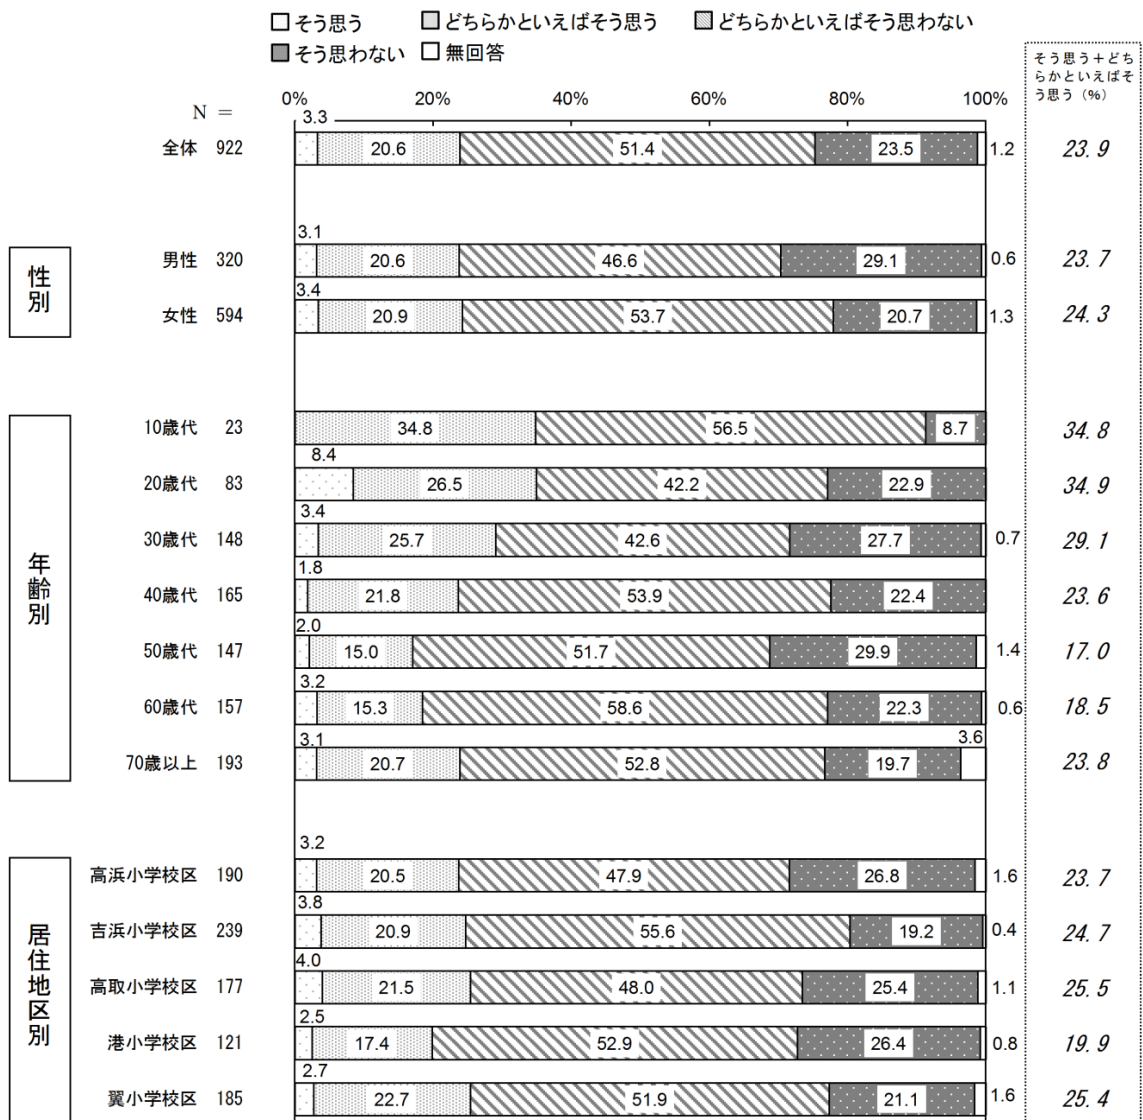 そう思う どちらかといえばそう思う どちらかといえばそう思わない
そう思わない 無回答
そう思う＋どち
らかといえばそ
う思う（%）
N = 0% 20% 40% 60% 80% 100%
3.3
全体 922 20.6 51.4 23.5 1.2 23.9
性別
3.1
男性 320 20.6 46.6 29.1 0.6 23.7
3.4
女性 594 20.9 53.7 20.7 1.3 24.3
年齢別
10歳代 23 34.8 56.5 8.7 34.8
8.4
20歳代 83 26.5 42.2 22.9 34.9
3.4
30歳代 148 25.7 42.6 27.7 0.7 29.1
1.8
40歳代 165 21.8 53.9 22.4 23.6
2.0
50歳代 147 15.0 51.7 29.9 1.4 17.0
3.2
60歳代 157 15.3 58.6 22.3 0.6 18.5
3.1 3.6
70歳以上 193 20.7 52.8 19.7 23.8
居住地区別
3.2
高浜小学校区 190 20.5 47.9 26.8 1.6 23.7
3.8
吉浜小学校区 239 20.9 55.6 19.2 0.4 24.7
4.0
高取小学校区 177 21.5 48.0 25.4 1.1 25.5
2.5
港小学校区 121 17.4 52.9 26.4 0.8 19.9
2.7
翼小学校区 185 22.7 51.9 21.1 1.6 25.4